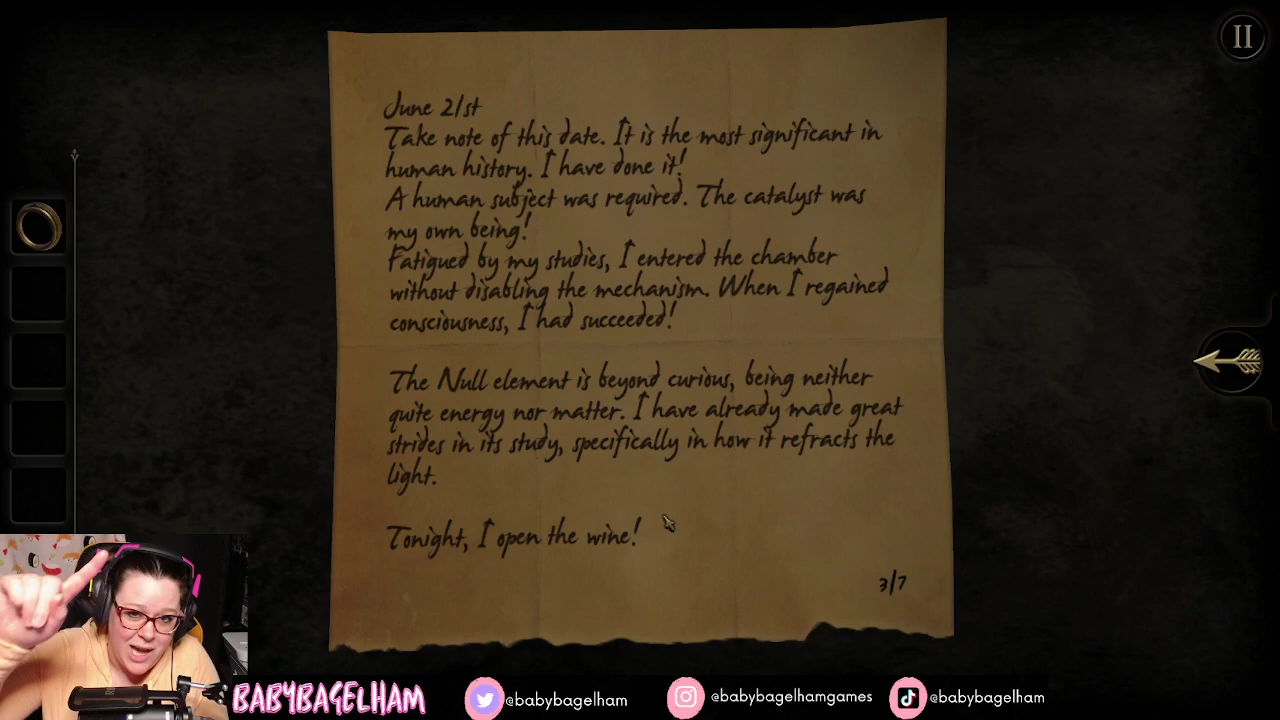 June 21st
Take note of this date. It is the most significant in
human history. I have done it!
A human subject was required. The catalyst was
my own being!
Fatigued by my studies, I entered the chamber
without disabling the mechanism. When I regained
consciousness, I had succeeded!
The Null element is beyond curious, being neither
quite energy nor matter. I have already made great
strides in its study, specifically in how it refracts the
light.
Tonight, I open the wine!
3/7
BABYBAGELHAM
@babybagelham
@babybagelhamgames
@babybagelham